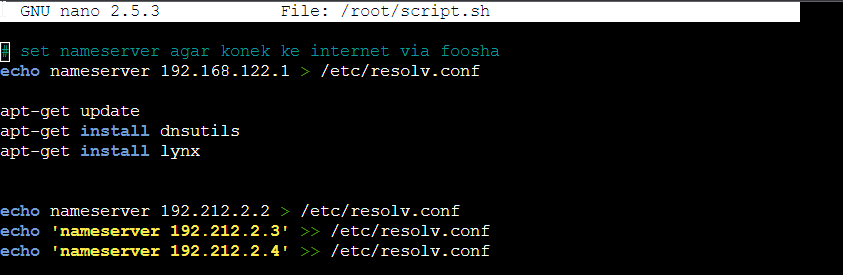 GNU nano 2.5.3 File: /root/script.sh
# set nameserver agar konek ke internet via foosha
echo nameserver 192.168.122.1 > /etc/resolv.conf
apt-get update
apt-get install dnsutils
apt-get install lynx
echo nameserver 192.212.2.2 > /etc/resolv.conf
echo 'nameserver 192.212.2.3' >> /etc/resolv.conf
echo 'nameserver 192.212.2.4' >> /etc/resolv.conf